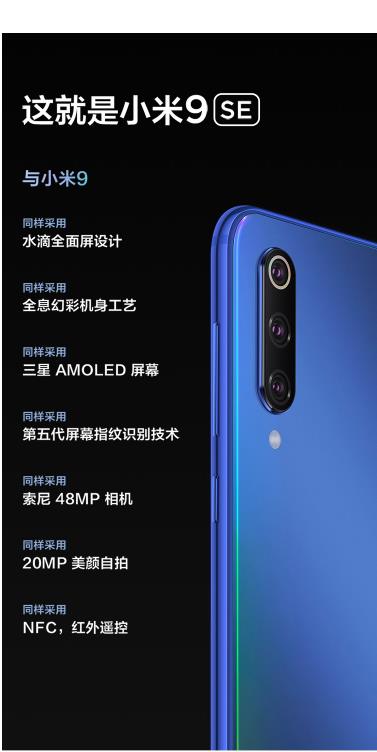 这就是小米9 SE
与小米9
同样采用
水滴全面屏设计
同样采用
全息幻彩机身工艺
同样采用
三星 AMOLED 屏幕
同样采用
第五代屏幕指纹识别技术
同样采用
索尼 48MP 相机
同样采用
20MP 美颜自拍
同样采用
NFC，红外遥控